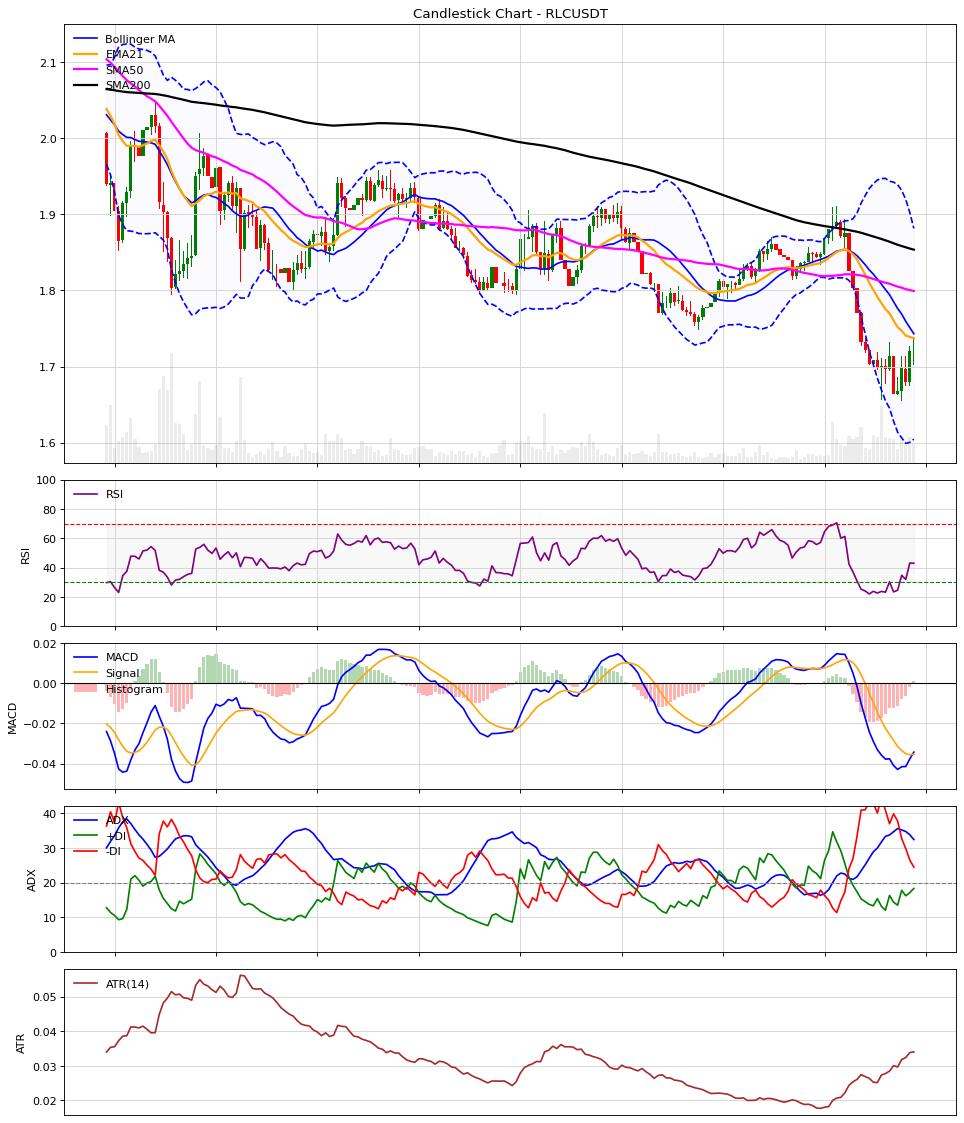 Candlestick Chart - RLCUSDT
Bollinger MA
EMA21
SMA50
SMA200
2.1
2.0
1.9
1.8
1.7
1.6
RSI
RSI
100
80
60
40
20
0
MACD
Signal
Histogram
MACD
0.02
0.00
−0.02
−0.04
ADX
+DI
-DI
ADX
40
30
20
10
0
ATR(14)
ATR
0.05
0.04
0.03
0.02